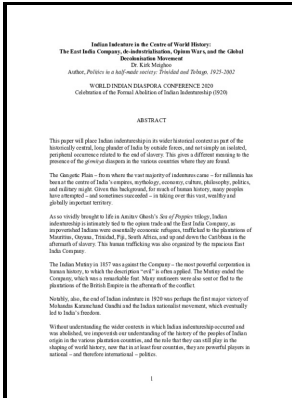 Indian Indenture in the Centre of World History:
The East India Company, de-industrialisation, Opium Wars, and the Global
Decolonisation Movement
Dr. Kirk Meighoo
Author, Politics in a half-made society: Trinidad and Tobago, 1925-2002
WORLD INDIAN DIASPORA CONFERENCE 2020
Celebration of the Formal Abolition of Indian Indentureship (1920)
ABSTRACT
This paper will place Indian indentureship in its wider historical context as part of the
historically central, long plunder of India by outside forces, and not simply an isolated,
peripheral occurrence related to the end of slavery. This gives a different meaning to the
presence of the girmitya diaspora in the various countries where they are found.
The Gangetic Plain – from where the vast majority of indentures came – for millennia has
been at the centre of India's empires, mythology, economy, culture, philosophy, politics,
and military might. Given this background, for much of human history, many peoples
have attempted – and sometimes succeeded – in taking over this vast, wealthy and
globally important territory.
As so vividly brought to life in Amitav Ghosh's Sea of Poppies trilogy, Indian
indentureship is intimately tied to the opium trade and the East India Company, as
impoverished Indians were essentially economic refugees, trafficked to the plantations of
Mauritius, Guyana, Trinidad, Fiji, South Africa, and up and down the Caribbean in the
aftermath of slavery. This human trafficking was also organized by the rapacious East
India Company.
The Indian Mutiny in 1857 was against the Company – the most powerful corporation in
human history, to which the description "evil" is often applied. The Mutiny ended the
Company, which was a remarkable feat. Many mutineers were also sent or fled to the
plantations of the British Empire in the aftermath of the conflict.
Notably, also, the end of Indian indenture in 1920 was perhaps the first major victory of
Mohandas Karamchand Gandhi and the Indian nationalist movement, which eventually
led to India's freedom.
Without understanding the wider contexts in which Indian indentureship occurred and
was abolished, we impoverish our understanding of the history of the peoples of Indian
origin in the various plantation countries, and the role that they can still play in the
shaping of world history, now that in at least four countries, they are powerful players in
national – and therefore international – politics.
1